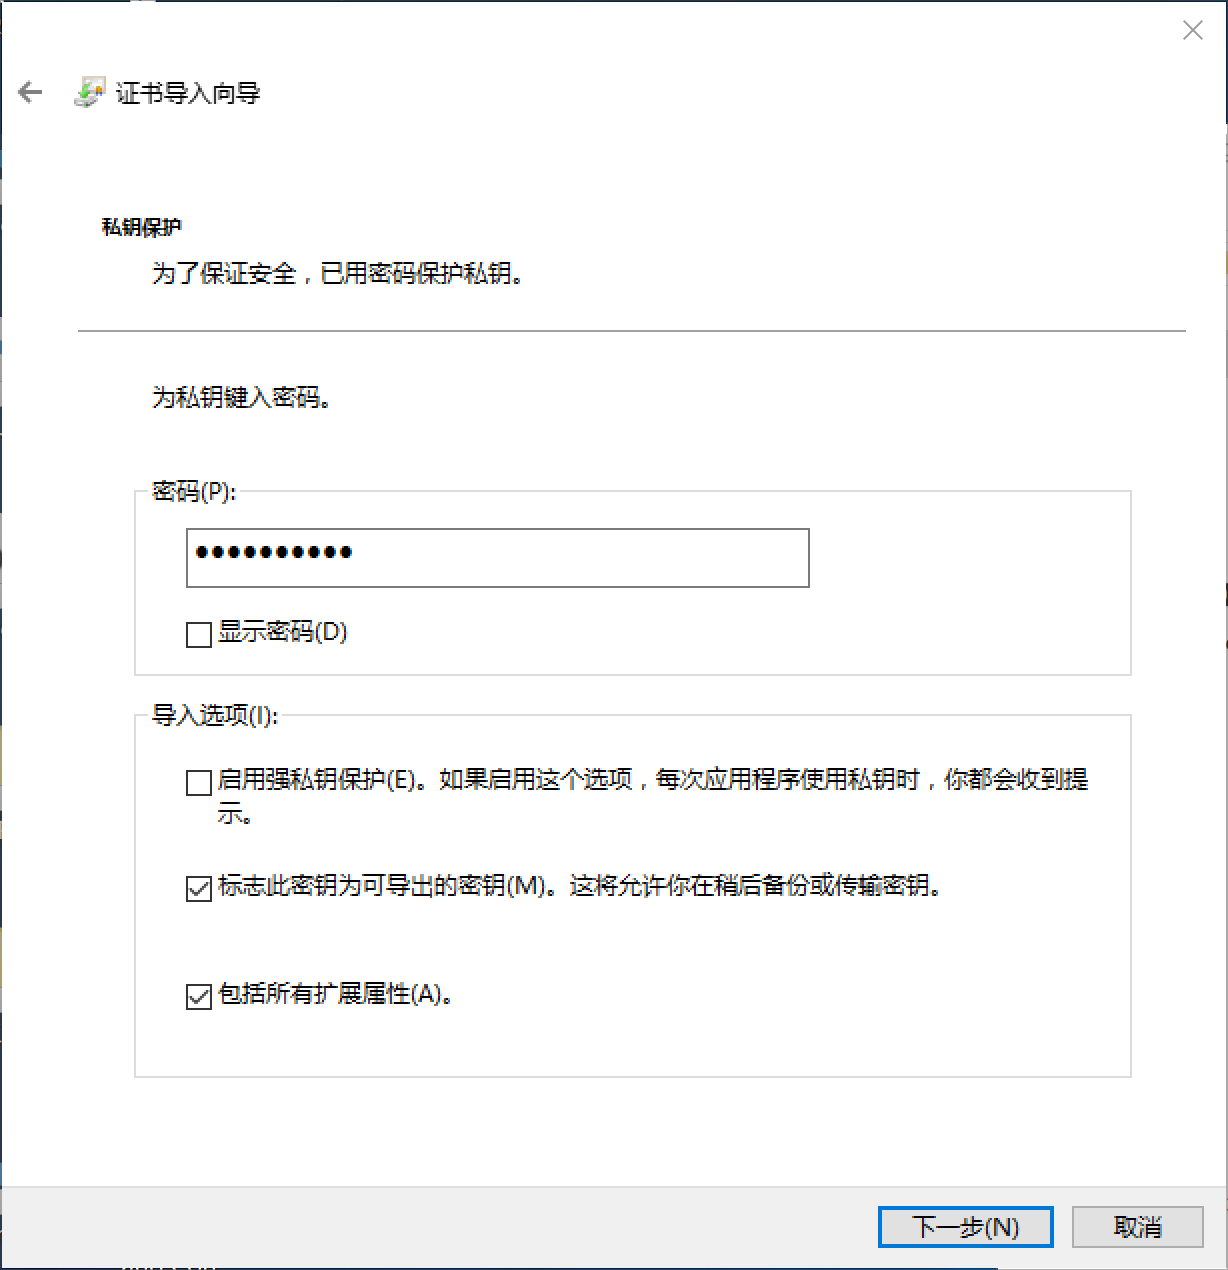 证书导入向导
私钥保护
为了保证安全，已用密码保护私钥。
为私钥键入密码。
密码(P):
●●●●●●●●●●
显示密码(D)
导入选项(I):
启用强私钥保护(E)。如果启用这个选项，每次应用程序使用私钥时，你都会收到提
示。
标志此密钥为可导出的密钥(M)。这将允许你在稍后备份或传输密钥。
包括所有扩展属性(A)。
下一步(N)
取消